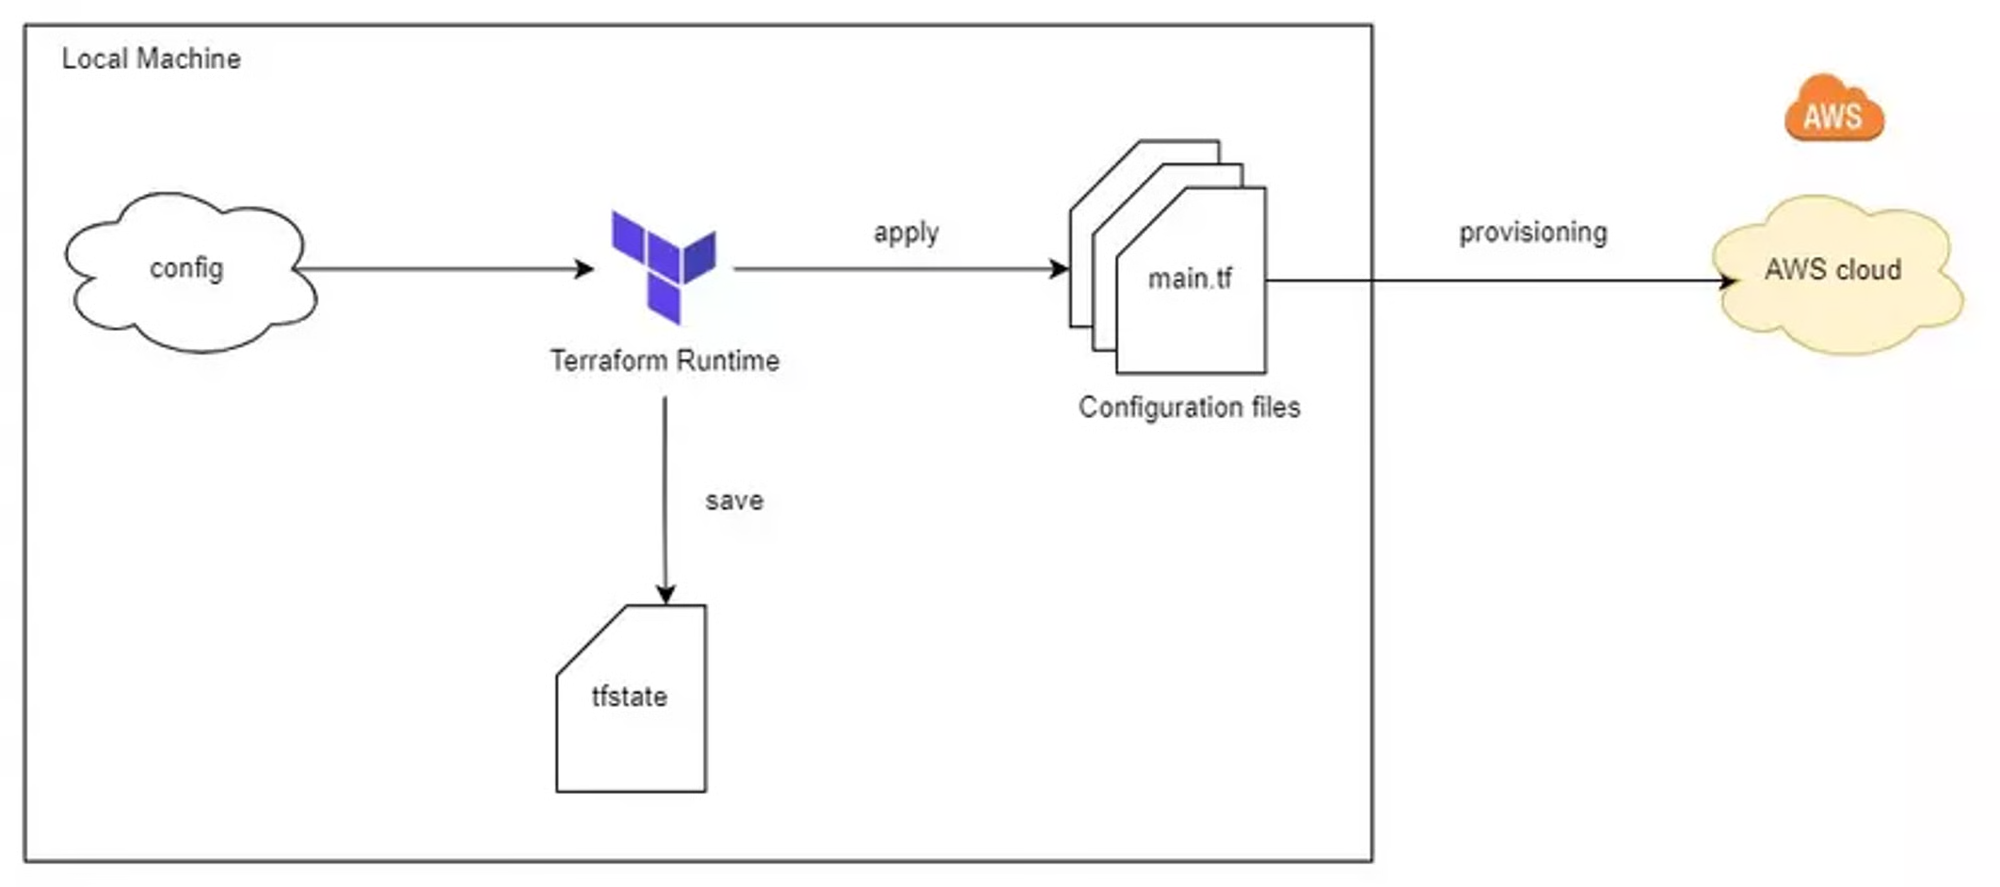 Local Machine
AWS
config
apply
main.tf
provisioning
AWS cloud
Terraform Runtime
Configuration files
save
tfstate